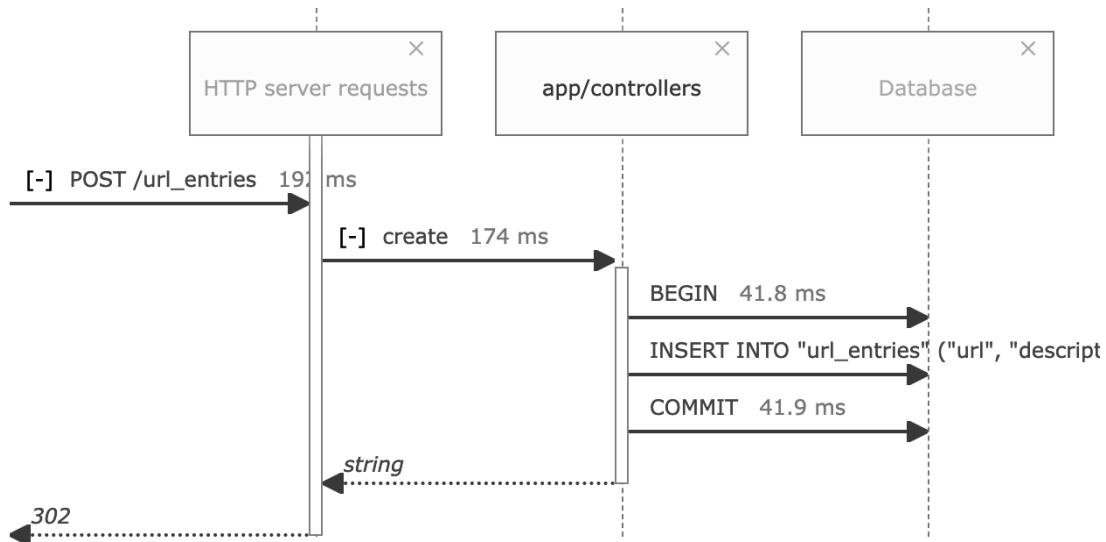 HTTP server requests
app/controllers
Database
[-] POST /url_entries 192 ms
[-] create 174 ms
BEGIN 41.8 ms
INSERT INTO "url_entries" ("url", "descript
COMMIT 41.9 ms
string
302